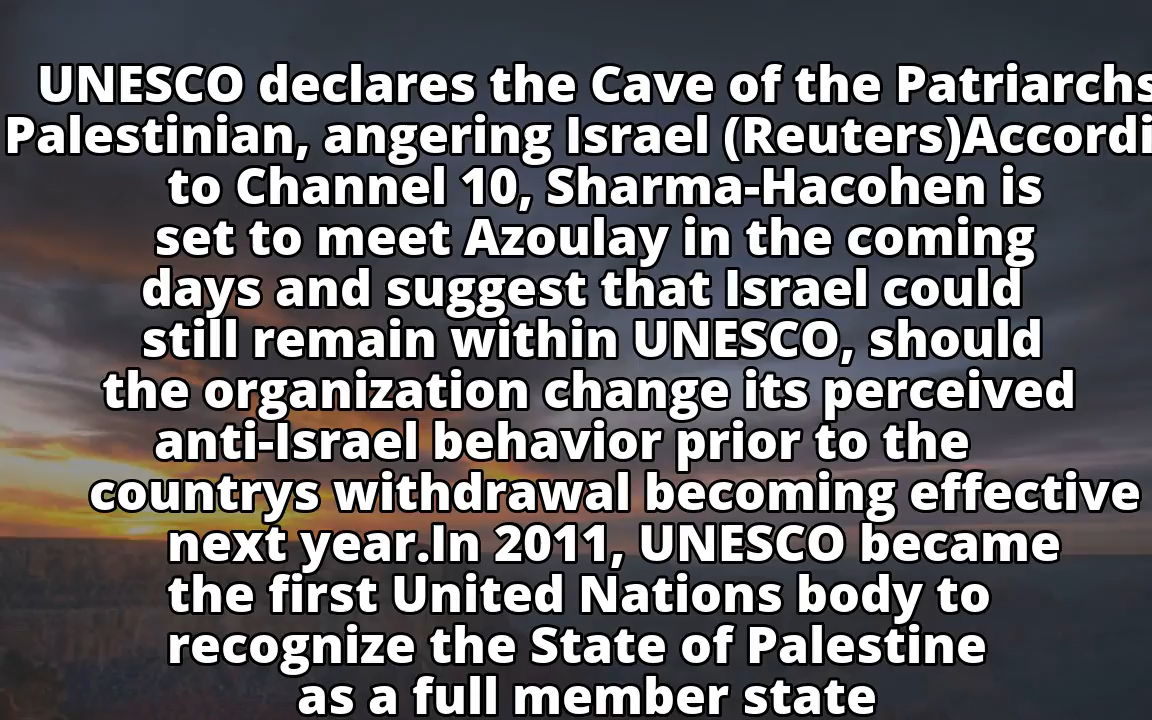 UNESCO declares the Cave of the Patriarchs
Palestinian, angering Israel (Reuters)Accordi
to Channel 10, Sharma-Hacohen is
set to meet Azoulay in the coming
days and suggest that Israel could
still remain within UNESCO, should
the organization change its perceived
anti-Israel behavior prior to the
countrys withdrawal becoming effective
next year.In 2011, UNESCO became
the first United Nations body to
recognize the State of Palestine
as a full member state